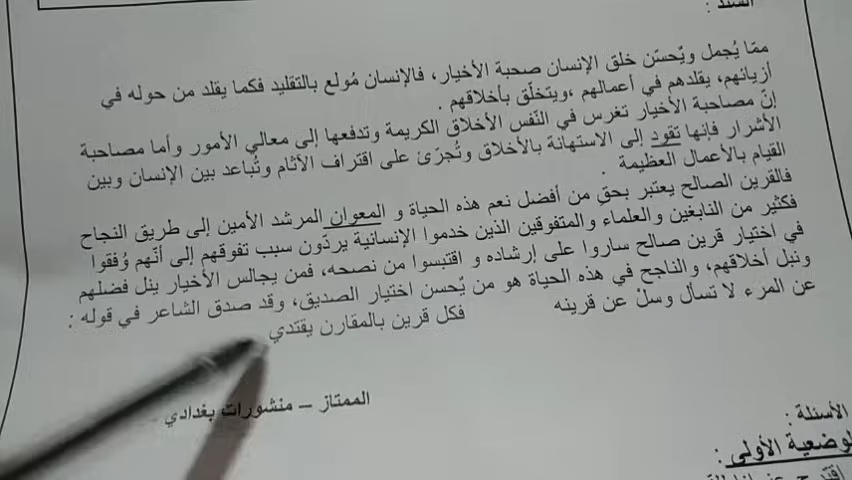 السند :
ممّا يُجمل ويٌحسّن خلق الإنسان صحبة الأخيار، فالإنسان مُولع بالتقليد فكما يقلد من حوله في
أزيائهم، يقلدهم في أعمالهم ،ويتخلّق بأخلاقهم .
إنّ مصاحبة الأخيار تغرس في النّفس الأخلاق الكريمة وتدفعها إلى معالي الأمور وأما مصاحبة
الأشرار فإنها تقود إلى الاستهانة بالأخلاق وتُجرّئ على اقتراف الآثام وتُباعد بين الإنسان وبين
القيام بالأعمال العظيمة .
فالقرين الصالح يعتبر بحق من أفضل نعم هذه الحياة و المعوان المرشد الأمين إلى طريق النجاح
فكثير من النابغين والعلماء والمتفوقين الذين خدموا الإنسانية يردّون سبب تفوقهم إلى أنّهم وُفقوا
في اختيار قرين صالح ساروا على إرشاده و اقتبسوا من نصحه، فمن يجالس الأخيار ينل فضلهم
ونبل أخلاقهم، والناجح في هذه الحياة هو من يّحسن اختيار الصديق، وقد صدق الشاعر في قوله :
عن المرء لا تسأل وسلْ عن قرينه فكل قرين بالمقارن يقتدي
الممتاز – منشورات بغدادي
الأسئلة :
الوضعية الأولى :